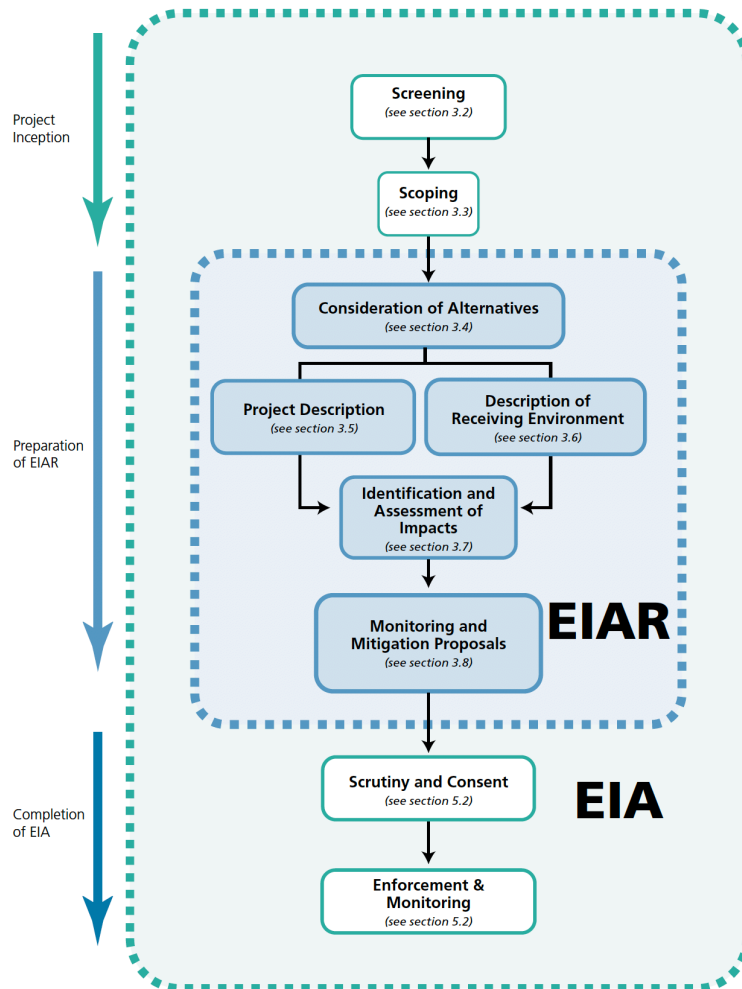 Project
Inception
Screening
(see section 3.2)
Scoping
(see section 3.3)
Preparation
of EIAR
Consideration of Alternatives
(see section 3.4)
Project Description
(see section 3.5)
Description of
Receiving Environment
(see section 3.6)
Identification and
Assessment of
Impacts
(see section 3.7)
Monitoring and
Mitigation Proposals
(see section 3.8)
EIAR
Completion
of EIA
Scrutiny and Consent
(see section 5.2)
EIA
Enforcement &
Monitoring
(see section 5.2)